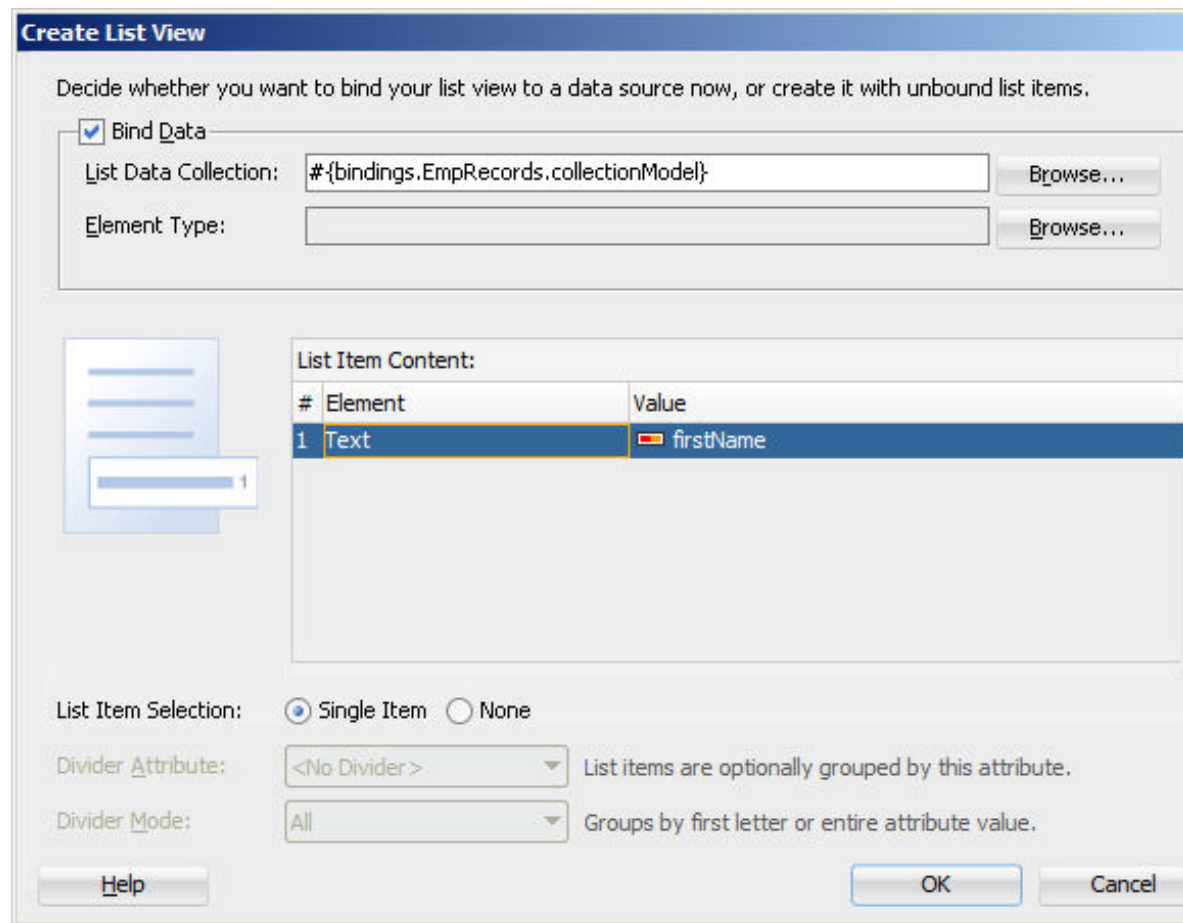 Create List View
Decide whether you want to bind your list view to a data source now, or create it with unbound list items.
Bind Data
List Data Collection: #{bindings.EmpRecords.collectionModel} Browse...
Element Type: Browse...
List Item Content:
# Element Value
1 Text firstName
1
List Item Selection: Single Item None
Divider Attribute: <No Divider> List items are optionally grouped by this attribute.
Divider Mode: All Groups by first letter or entire attribute value.
Help OK Cancel